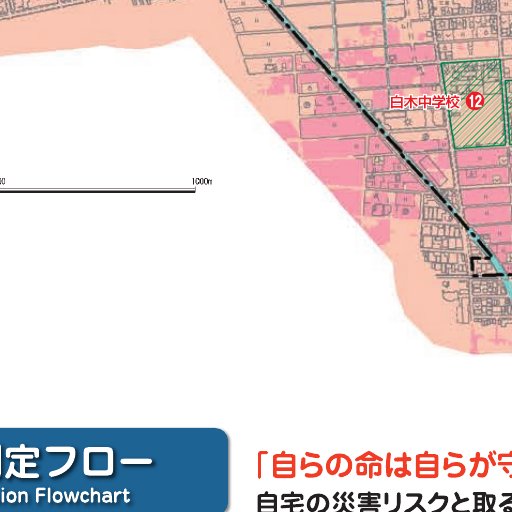 白木中学校 12
1000m
定フロー
ion Flowchart
「自らの命は自らが守
自宅の災害リスクと取る